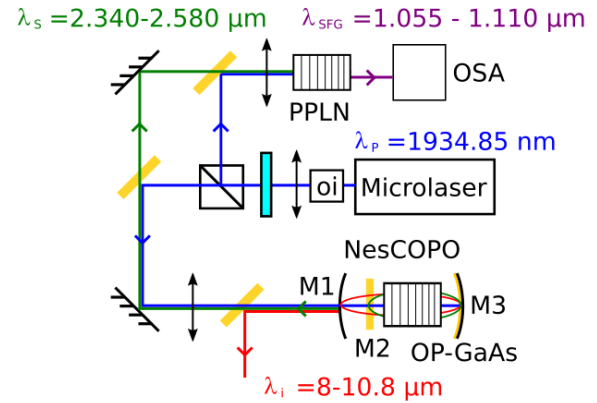 λS =2.340-2.580 µm
λSFG =1.055 - 1.110 µm
OSA
PPLN
λP =1934.85 nm
oi
Microlaser
NesCOPO
M1
M3
M2
OP-GaAs
λi =8-10.8 µm